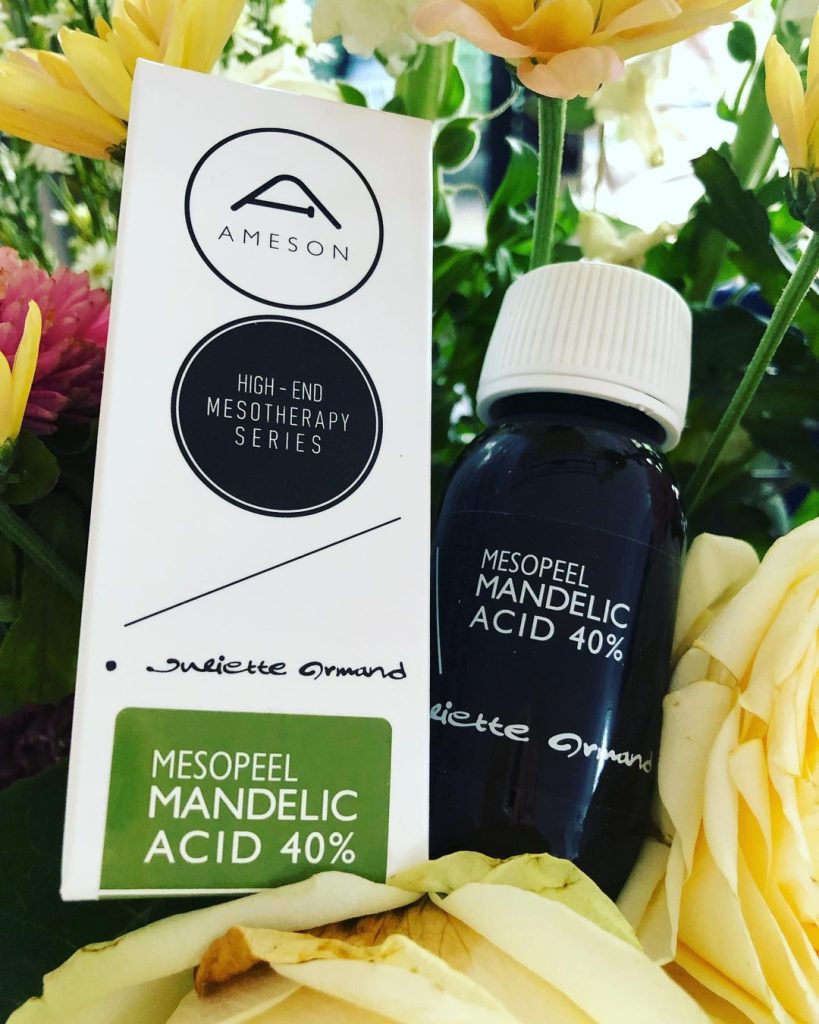 AMESON
HIGH - END
MESOTHERAPY
SERIES
Juliette Armand
MESOPEEL
MANDELIC
ACID 40%
MESOPEEL
MANDELIC
ACID 40%
liette Armand